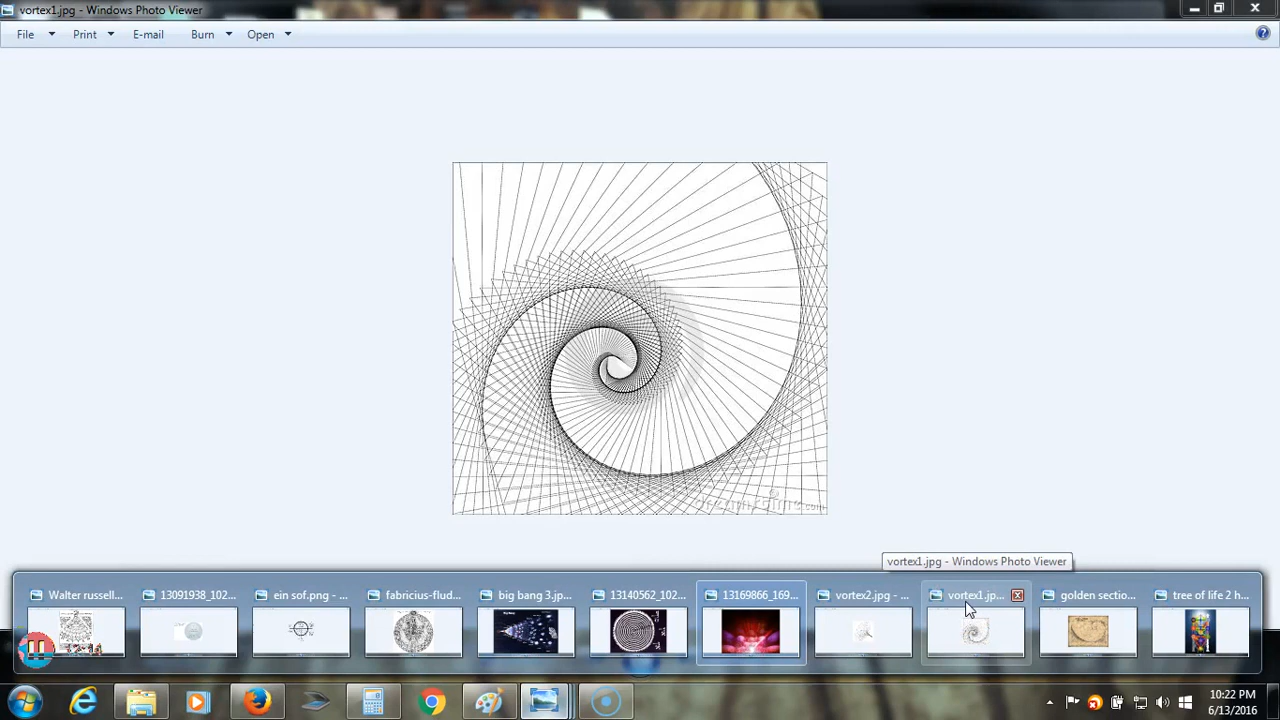 vortex1.jpg - Windows Photo Viewer
File Print E-mail Burn Open
dreamstime.com
vortex1.jpg - Windows Photo Viewer
Walter russell... 13091938_102... ein sof.png - ... fabricius-flud... big bang 3.jp... 13140562_102... 13169866_169... vortex2.jpg - ... vortex1.jp... golden sectio... tree of life 2 h...
10:22 PM
6/13/2016